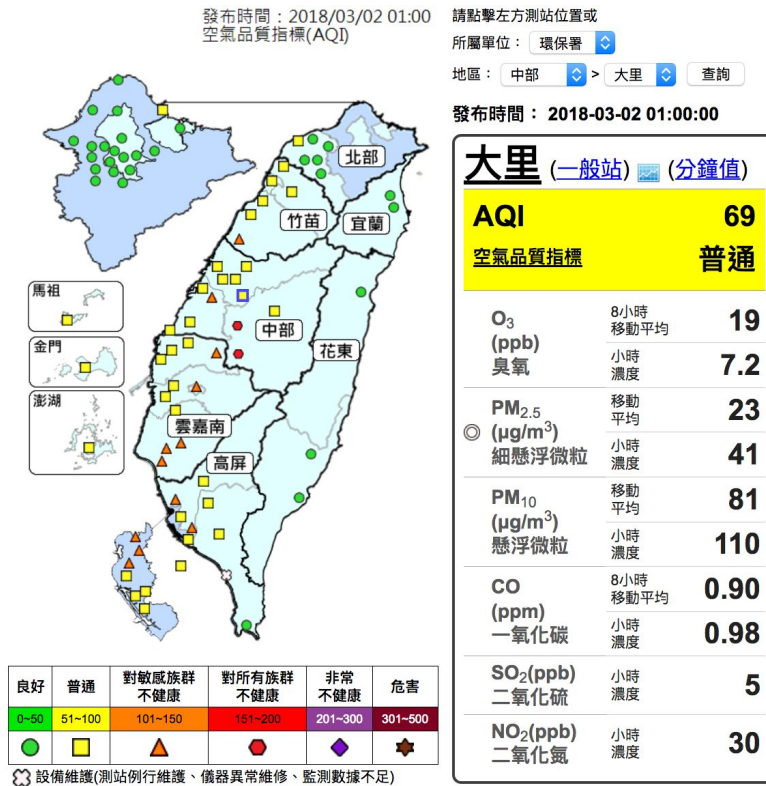 發布時間：2018/03/02 01:00
空氣品質指標(AQI)
北部
竹苗
宜蘭
中部
花東
雲嘉南
高屏
馬祖
金門
澎湖
良好 普通 對敏感族群不健康 對所有族群不健康 非常不健康 危害
0~50 51~100 101~150 151~200 201~300 301~500
設備維護(測站例行維護、儀器異常維修、監測數據不足)
請點擊左方測站位置或
所屬單位： 環保署
地區： 中部 > 大里 查詢
發布時間： 2018-03-02 01:00:00
大里 (一般站) (分鐘值)
AQI 69
空氣品質指標 普通
O3 (ppb) 臭氧 8小時移動平均 19
小時濃度 7.2
PM2.5 (μg/m3) 細懸浮微粒 移動平均 23
小時濃度 41
PM10 (μg/m3) 懸浮微粒 移動平均 81
小時濃度 110
CO (ppm) 一氧化碳 8小時移動平均 0.90
小時濃度 0.98
SO2(ppb) 二氧化硫 小時濃度 5
NO2(ppb) 二氧化氮 小時濃度 30